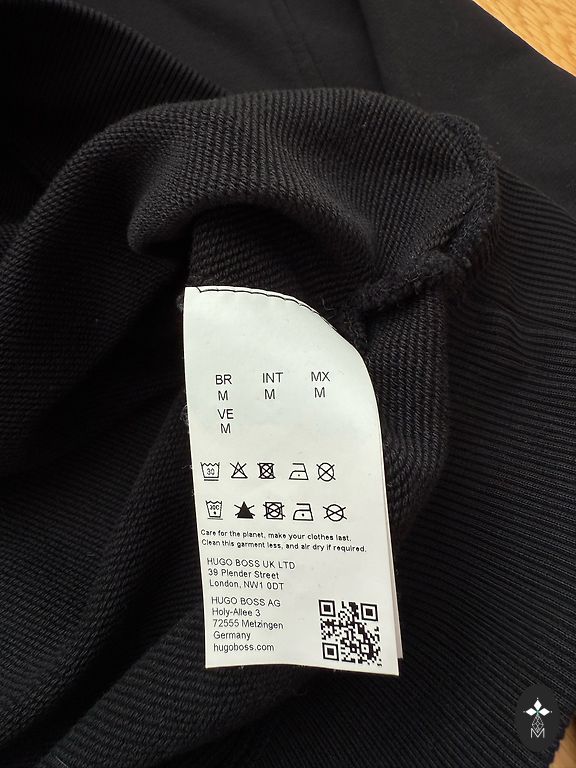 BR INT MX
M M M
VE
M
30
30C
Care for the planet, make your clothes last.
Clean this garment less, and air dry if required.
HUGO BOSS UK LTD
39 Plender Street
London, NW1 0DT
HUGO BOSS AG
Holy-Allee 3
72555 Metzingen
Germany
hugoboss.com
M